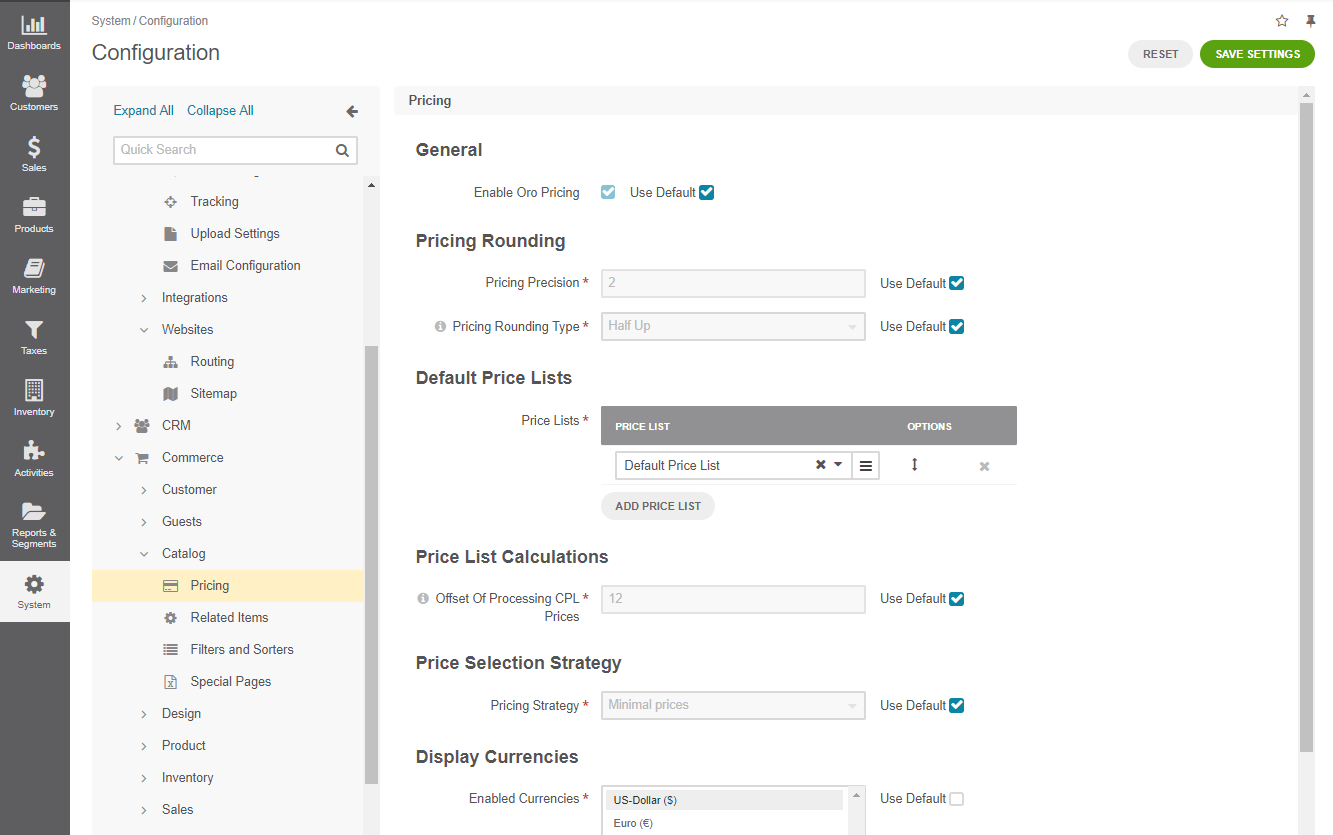 Dashboards
Customers
Sales
Products
Marketing
Taxes
Inventory
Activities
Reports &
Segments
System
System / Configuration
Configuration
RESET
SAVE SETTINGS
Expand All
Collapse All
Quick Search
Tracking
Upload Settings
Email Configuration
Integrations
Websites
Routing
Sitemap
CRM
Commerce
Customer
Guests
Catalog
Pricing
Related Items
Filters and Sorters
Special Pages
Design
Product
Inventory
Sales
Pricing
General
Enable Oro Pricing Use Default
Pricing Rounding
Pricing Precision * 2 Use Default
Pricing Rounding Type * Half Up Use Default
Default Price Lists
Price Lists * PRICE LIST OPTIONS
Default Price List
ADD PRICE LIST
Price List Calculations
Offset Of Processing CPL * 12 Use Default
Prices
Price Selection Strategy
Pricing Strategy * Minimal prices Use Default
Display Currencies
Enabled Currencies * US-Dollar ($) Use Default
Euro (€)